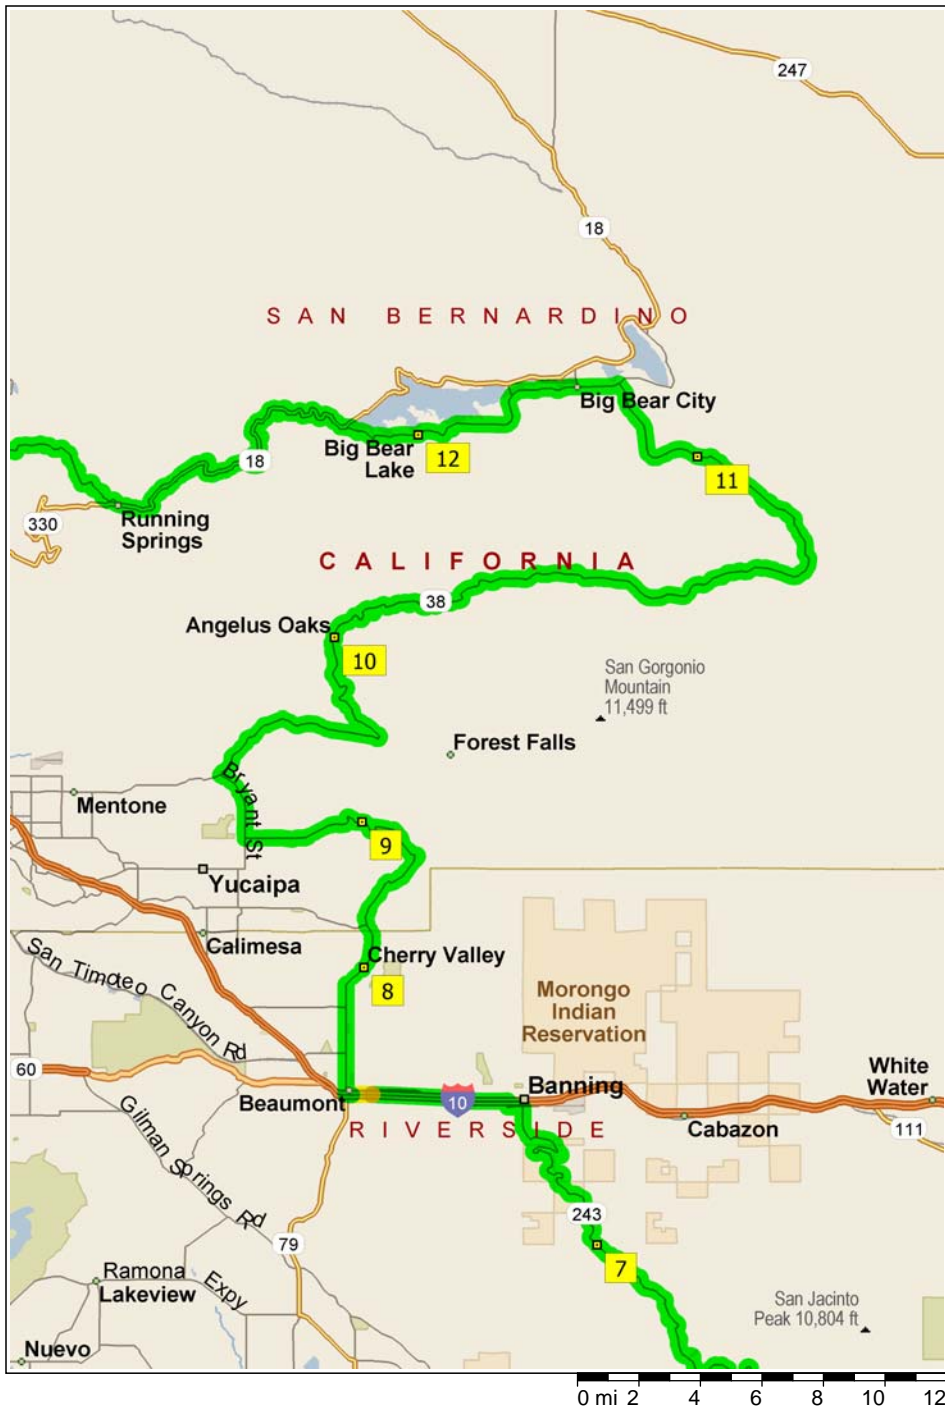 247
18
SAN BERNARDINO
Big Bear City
Big Bear
Lake
12
11
18
330
Running
Springs
CALIFORNIA
38
Angelus Oaks
10
San Gorgonio
Mountain
11,499 ft
Forest Falls
Bryant St
Mentone
9
Yucaipa
Calimesa
Cherry Valley
8
San Timoteo Canyon Rd
Morongo
Indian
Reservation
60
White
Water
Banning
10
Beaumont
RIVERSIDE
Cabazon
111
Gilman Springs Rd
243
79
7
Ramona Expy
Lakeview
San Jacinto
Peak 10,804 ft
Nuevo
0 mi 2 4 6 8 10 12